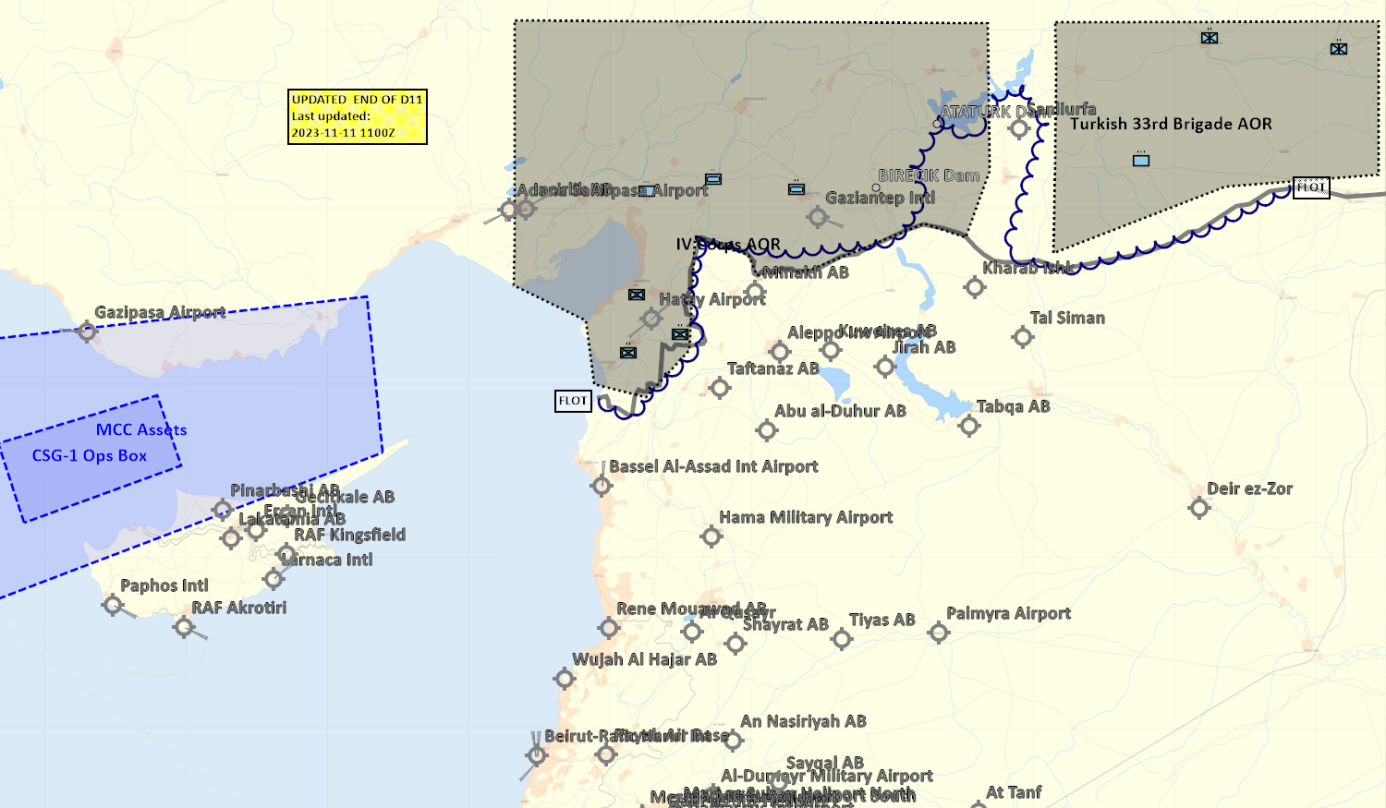 UPDATED END OF D11
Last updated:
2023-11-11 1100Z
ATATURK
Sanliurfa
Turkish 33rd Brigade AOR
BIRECIK Dam
FLOT
Airport
Gaziantep Intl
IV Corps AOR
Minakh AB
Kharab Ishk
Hatay Airport
Gazipasa Airport
Tal Siman
Aleppo
Kuweires AB
Jirah AB
Taftanaz AB
FLOT
Abu al-Duhur AB
Tabqa AB
MCC Assets
CSG-1 Ops Box
Bassel Al-Assad Int Airport
Deir ez-Zor
Pinarbashi AB
Gecitkale AB
Ercan Intl
Lakatamia AB
Hama Military Airport
RAF Kingsfield
Larnaca Intl
Paphos Intl
RAF Akrotiri
Rene Mouawad AB
Al Qusayr
Shayrat AB
Tiyas AB
Palmyra Airport
Wujah Al Hajar AB
An Nasiriyah AB
Sayqal AB
Al-Dumayr Military Airport
At Tanf